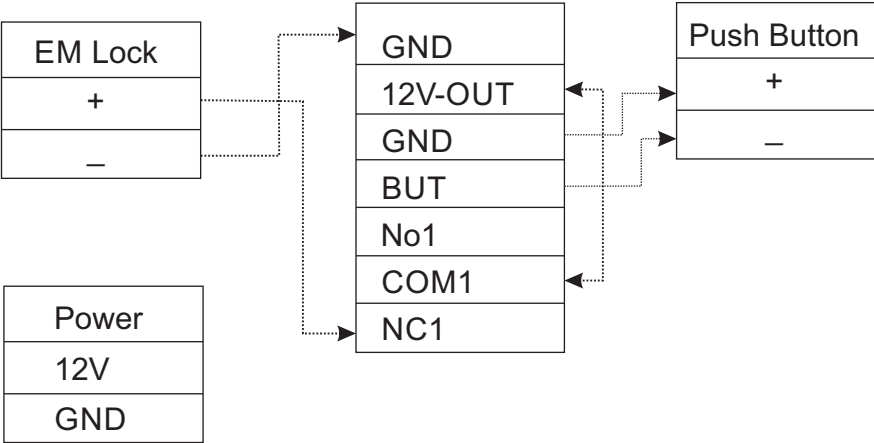 EM Lock
+
_
GND
12V-OUT
GND
BUT
No1
COM1
NC1
Push Button
+
_
Power
12V
GND